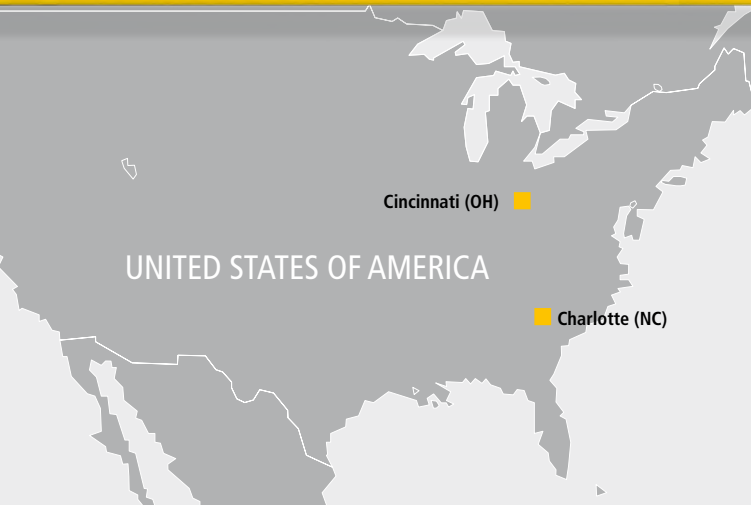 Cincinnati (OH)
UNITED STATES OF AMERICA
Charlotte (NC)